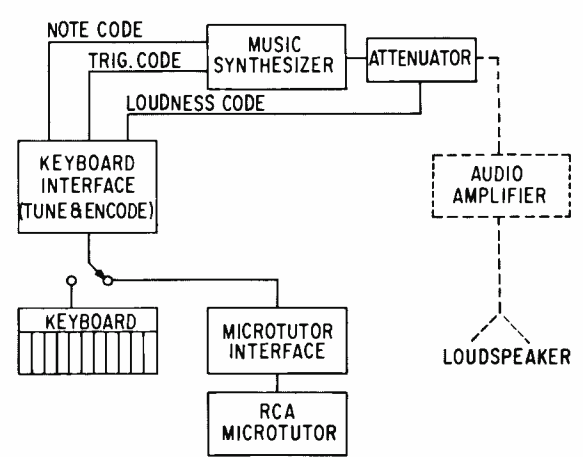 NOTE CODE
TRIG. CODE
LOUDNESS CODE
MUSIC
SYNTHESIZER
ATTENUATOR
KEYBOARD
INTERFACE
(TUNE & ENCODE)
AUDIO
AMPLIFIER
KEYBOARD
MICROTUTOR
INTERFACE
LOUDSPEAKER
RCA
MICROTUTOR